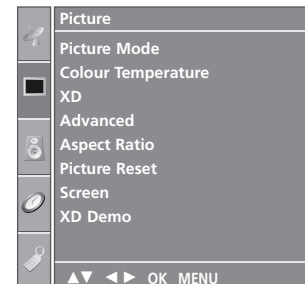 Picture
Picture Mode
Colour Temperature
XD
Advanced
Aspect Ratio
Picture Reset
Screen
XD Demo
▲▼ ◄► OK MENU